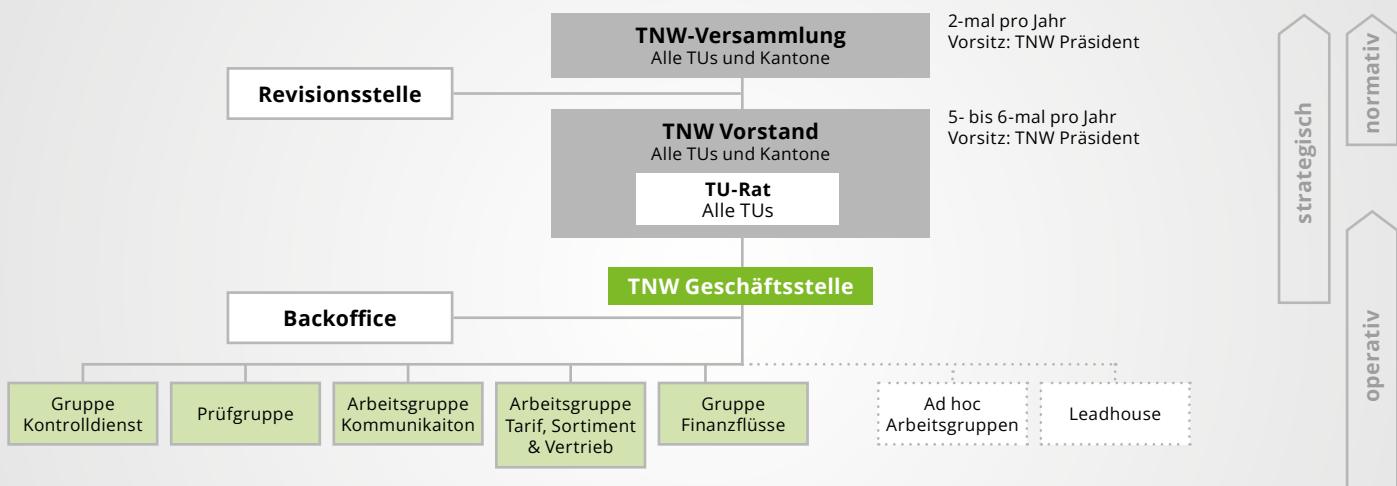 TNW-Versammlung
Alle TUs und Kantone
2-mal pro Jahr
Vorsitz: TNW Präsident
Revisionsstelle
TNW Vorstand
Alle TUs und Kantone
5- bis 6-mal pro Jahr
Vorsitz: TNW Präsident
TU-Rat
Alle TUs
TNW Geschäftsstelle
Backoffice
Gruppe
Kontrolldienst
Prüfgruppe
Arbeitsgruppe
Kommunikaiton
Arbeitsgruppe
Tarif, Sortiment
& Vertrieb
Gruppe
Finanzflüsse
Ad hoc
Arbeitsgruppen
Leadhouse
strategisch
normativ
operativ